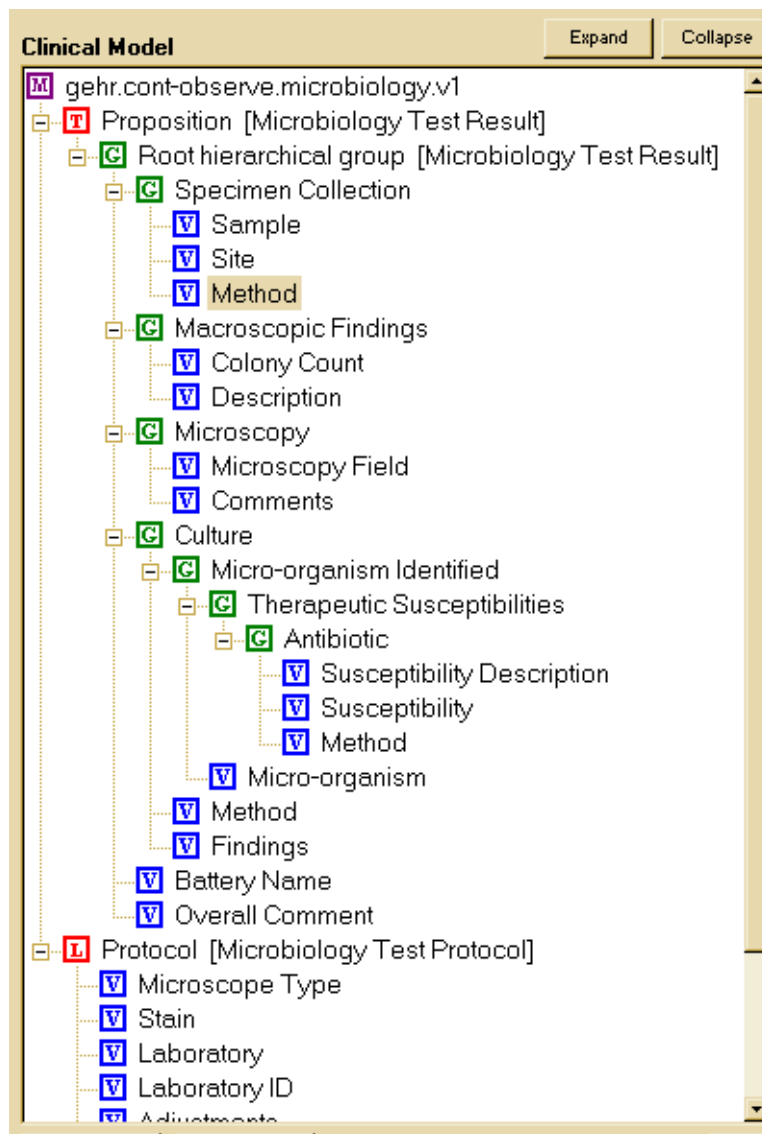 Clinical Model Expand Collapse
M gehr.cont-observe.microbiology.v1
T Proposition [Microbiology Test Result]
G Root hierarchical group [Microbiology Test Result]
G Specimen Collection
V Sample
V Site
V Method
G Macroscopic Findings
V Colony Count
V Description
G Microscopy
V Microscopy Field
V Comments
G Culture
G Micro-organism Identified
G Therapeutic Susceptibilities
G Antibiotic
V Susceptibility Description
V Susceptibility
V Method
V Micro-organism
V Method
V Findings
V Battery Name
V Overall Comment
L Protocol [Microbiology Test Protocol]
V Microscope Type
V Stain
V Laboratory
V Laboratory ID
V Adjustments